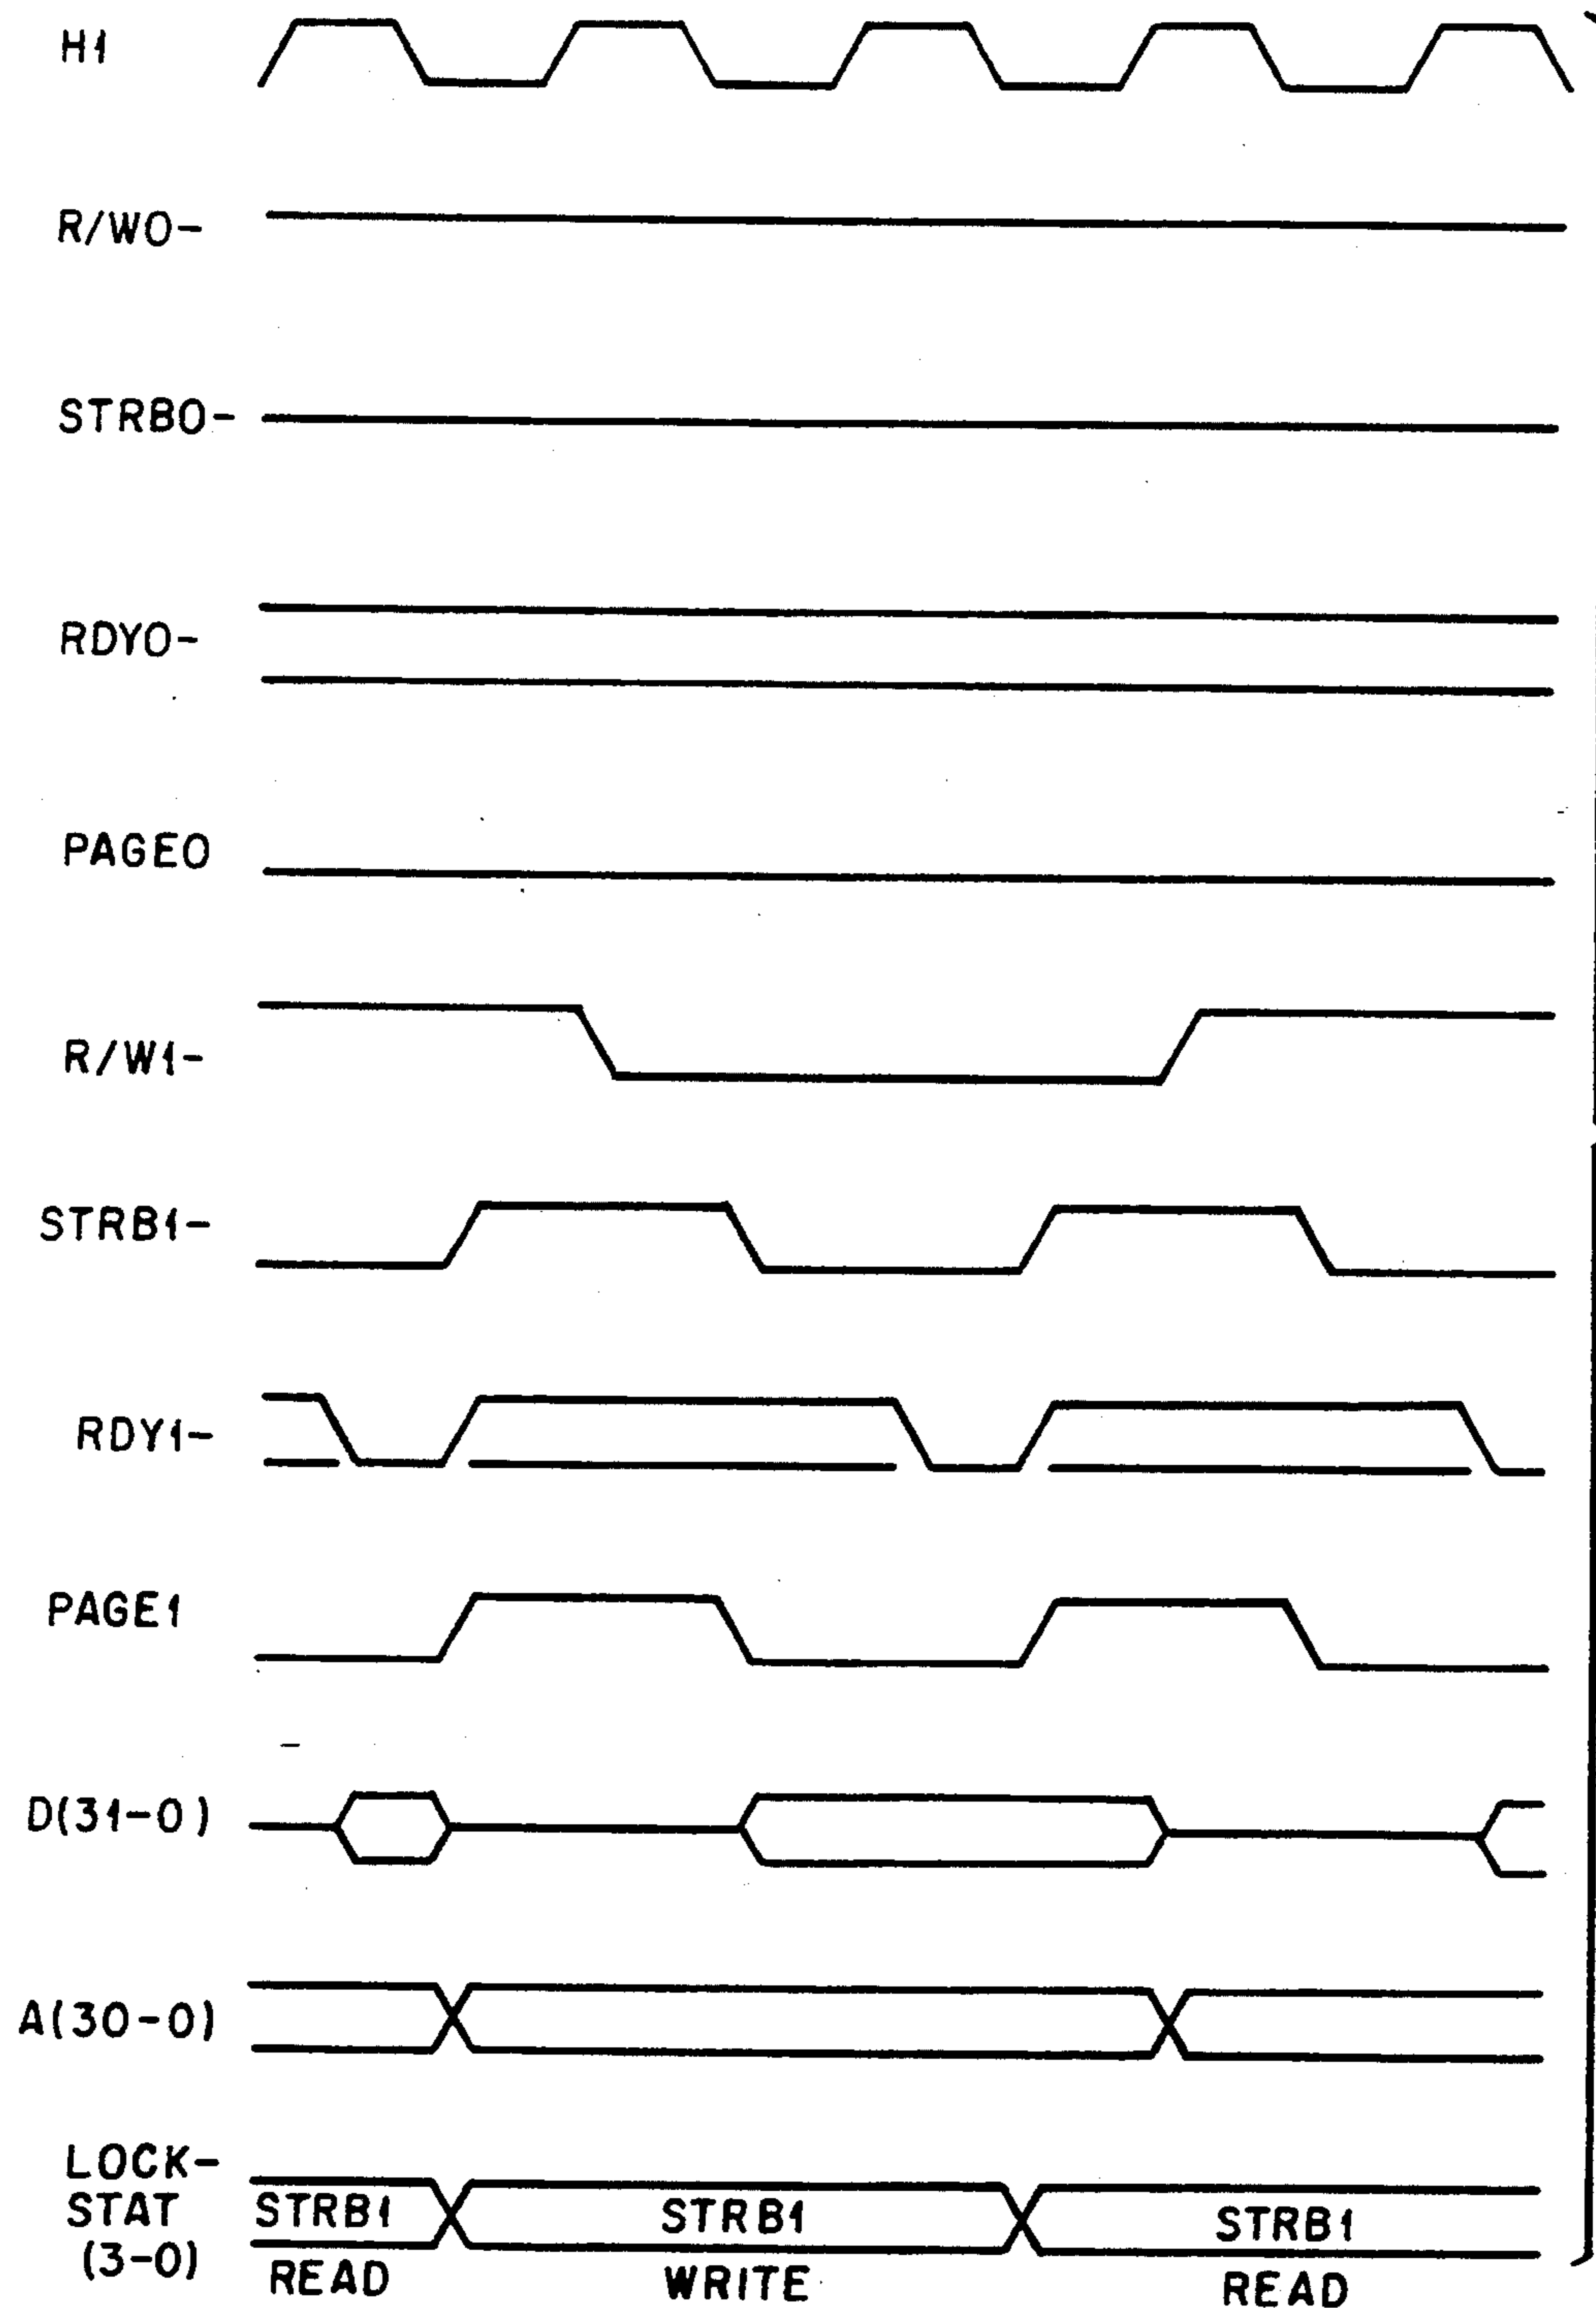 H1
R/W0-
STRB0-
RDY0-
PAGE0
R/W1-
STRB1-
RDY1-
PAGE1
D(31-0)
A(30-0)
LOCK-
STAT STRB1 STRB1 STRB1
(3-0) READ WRITE READ